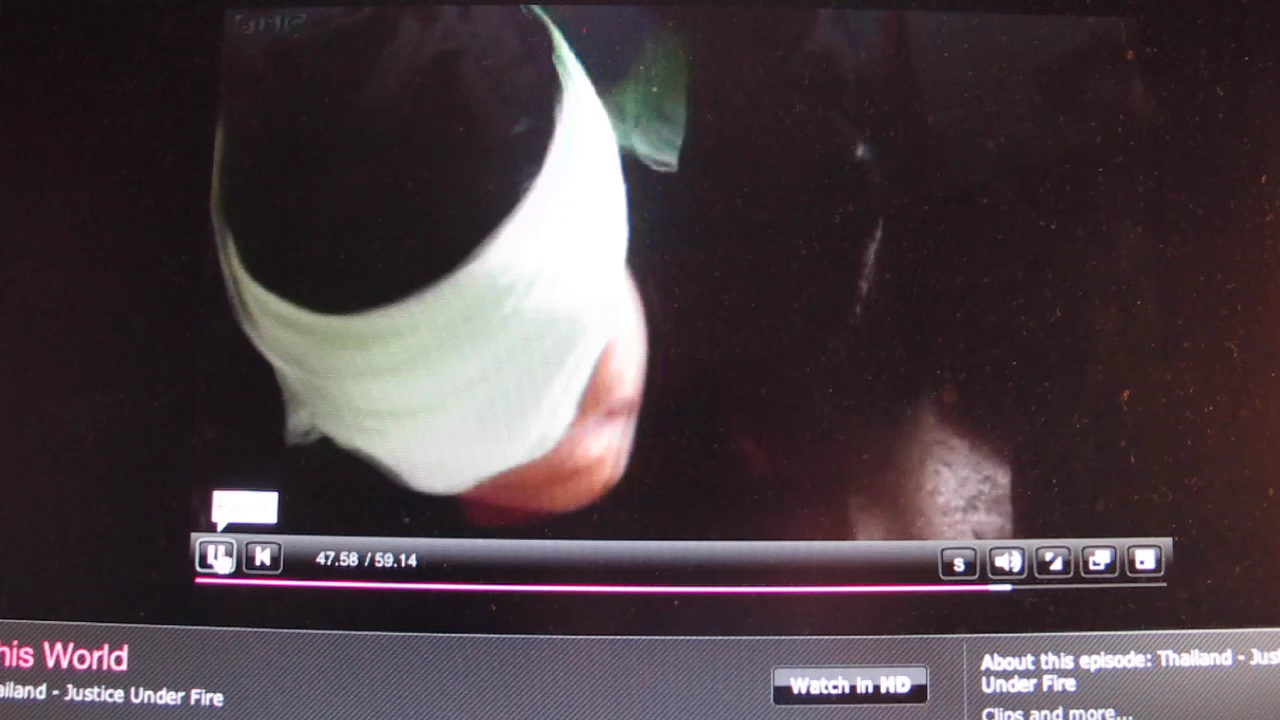 47.58 / 59.14
S
his World
ailand - Justice Under Fire
Watch in HD
About this episode: Thailand - Just
Under Fire
Clips and more...